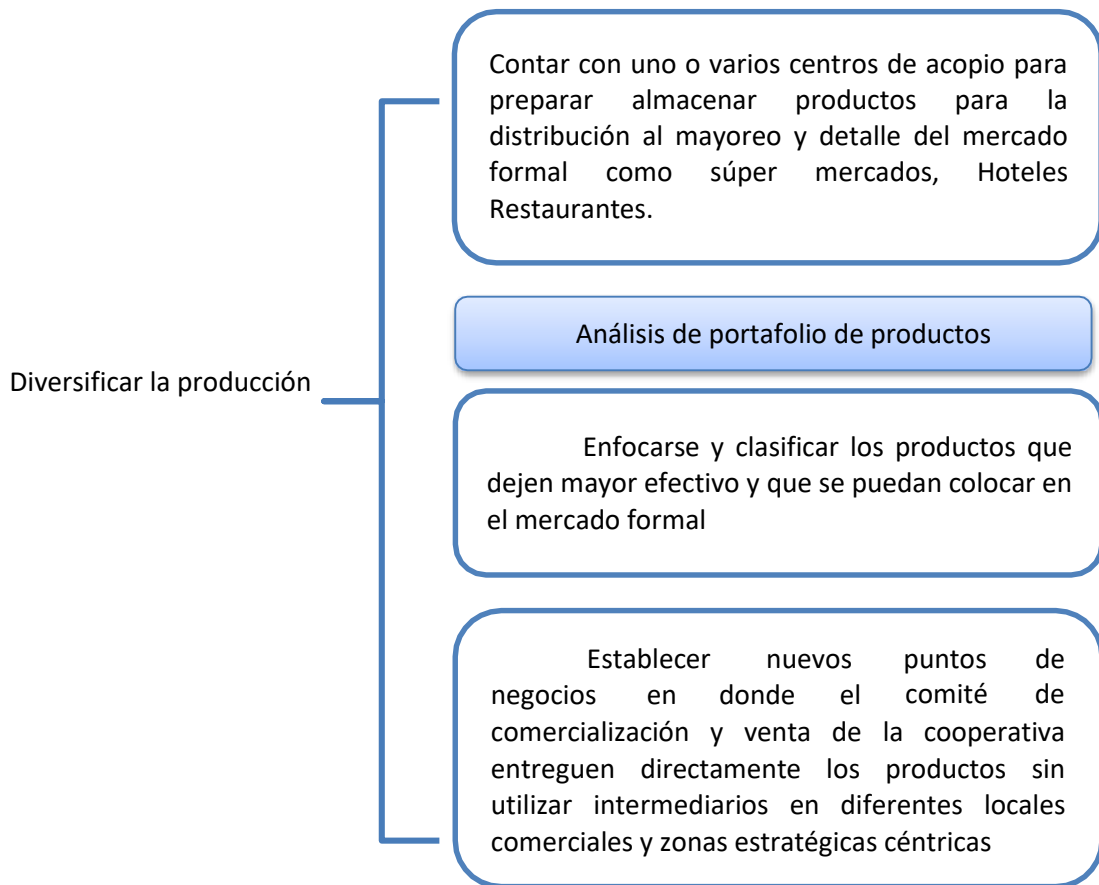 Contar con uno o varios centros de acopio para
preparar almacenar productos para la
distribución al mayoreo y detalle del mercado
formal como súper mercados, Hoteles
Restaurantes.
Análisis de portafolio de productos
Diversificar la producción
Enfocarse y clasificar los productos que
dejen mayor efectivo y que se puedan colocar en
el mercado formal
Establecer nuevos puntos de
negocios en donde el comité de
comercialización y venta de la cooperativa
entreguen directamente los productos sin
utilizar intermediarios en diferentes locales
comerciales y zonas estratégicas céntricas